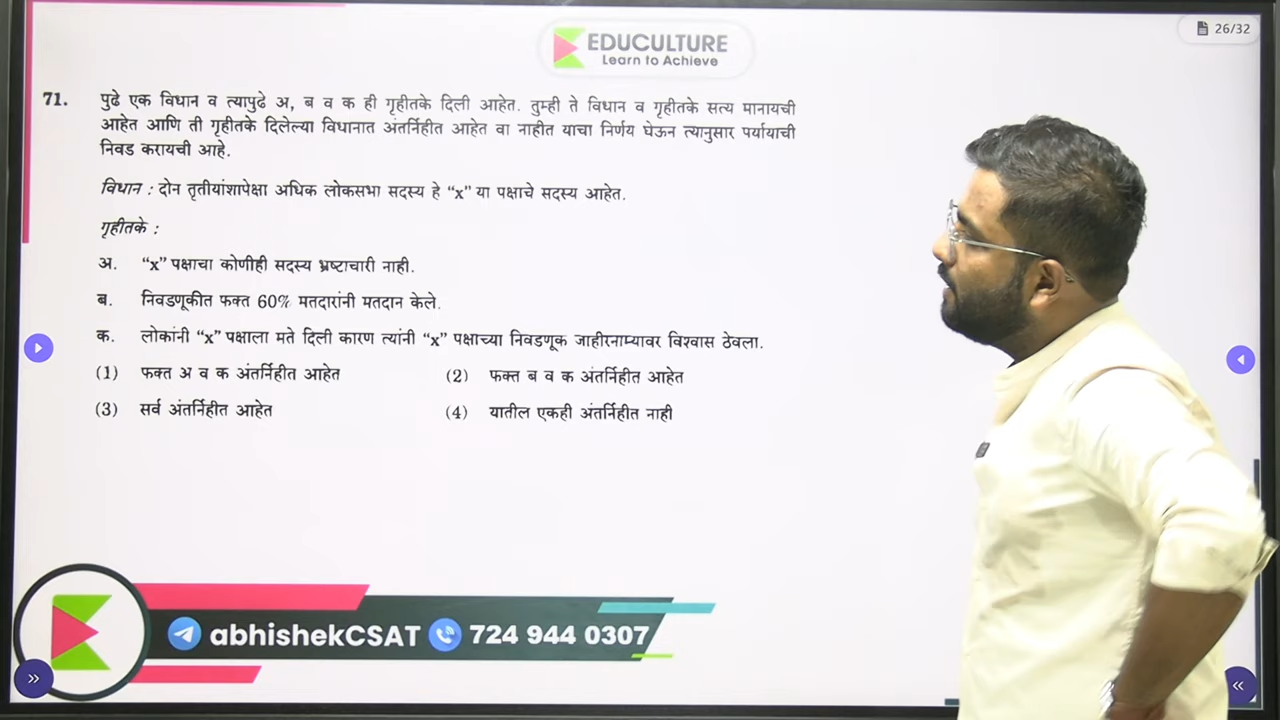 EDUCULTURE
Learn to Achieve
26/32
71. पुढे एक विधान व त्यापुढे अ, ब व क ही गृहीतके दिली आहेत. तुम्ही ते विधान व गृहीतके सत्य मानायची
आहेत आणि ती गृहीतके दिलेल्या विधानात अंतर्निहीत आहेत वा नाहीत याचा निर्णय घेऊन त्यानुसार पर्यायाची
निवड करायची आहे.
विधान : दोन तृतीयांशापेक्षा अधिक लोकसभा सदस्य हे “x” या पक्षाचे सदस्य आहेत.
गृहीतके :
अ. “x” पक्षाचा कोणीही सदस्य भ्रष्टाचारी नाही.
ब. निवडणूकीत फक्त 60% मतदारांनी मतदान केले.
क. लोकांनी “x” पक्षाला मते दिली कारण त्यांनी “x” पक्षाच्या निवडणूक जाहीरनाम्यावर विश्वास ठेवला.
(1) फक्त अ व क अंतर्निहीत आहेत (2) फक्त ब व क अंतर्निहीत आहेत
(3) सर्व अंतर्निहीत आहेत (4) यातील एकही अंतर्निहीत नाही
abhishekCSAT 724 944 0307